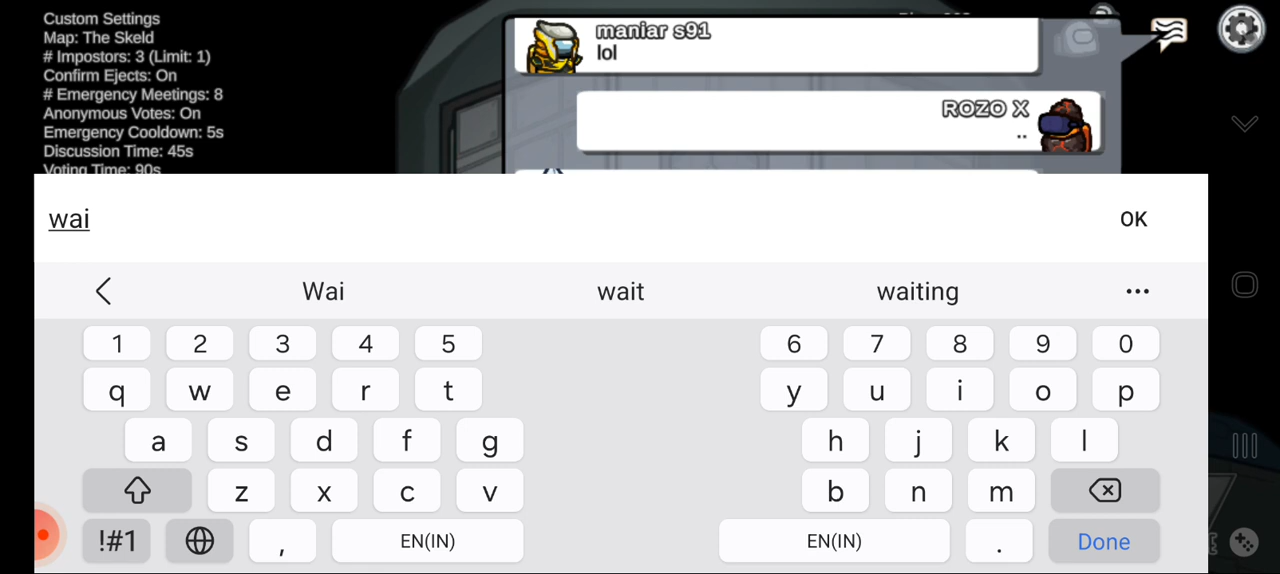 Custom Settings
Map: The Skeld
# Impostors: 3 (Limit: 1)
Confirm Ejects: On
# Emergency Meetings: 8
Anonymous Votes: On
Emergency Cooldown: 5s
Discussion Time: 45s
Voting Time: 90s
maniar s91
lol
ROZO X
..
wai
OK
Wai wait waiting ...
1 2 3 4 5 6 7 8 9 0
q w e r t y u i o p
a s d f g h j k l
z x c v b n m
!#1 , EN(IN) EN(IN) . Done